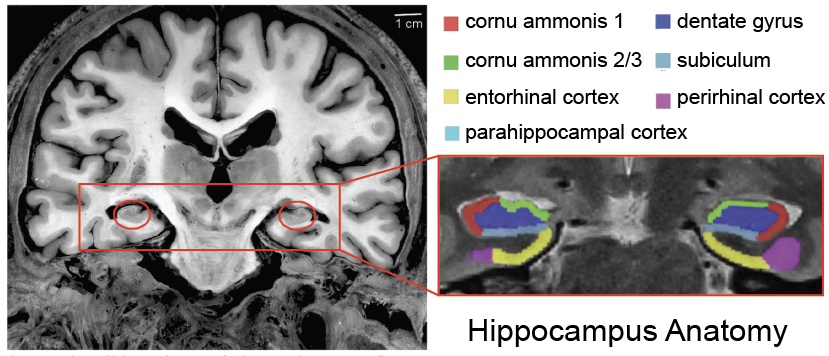 1 cm
cornu ammonis 1
dentate gyrus
cornu ammonis 2/3
subiculum
entorhinal cortex
perirhinal cortex
parahippocampal cortex
Hippocampus Anatomy